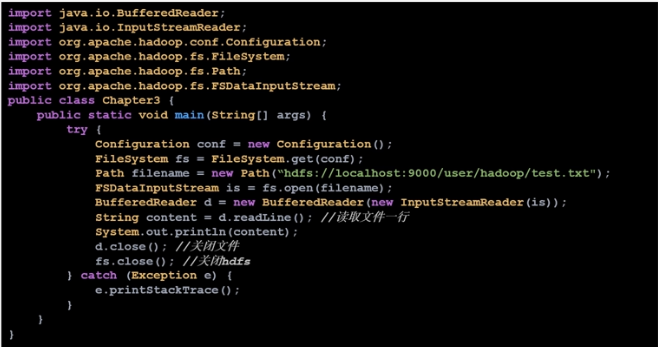 import java.io.BufferedReader;
import java.io.InputStreamReader;
import org.apache.hadoop.conf.Configuration;
import org.apache.hadoop.fs.FileSystem;
import org.apache.hadoop.fs.Path;
import org.apache.hadoop.fs.FSDataInputStream;
public class Chapter3 {
    public static void main(String[] args) {
        try {
            Configuration conf = new Configuration();
            FileSystem fs = FileSystem.get(conf);
            Path filename = new Path(“hdfs://localhost:9000/user/hadoop/test.txt");
            FSDataInputStream is = fs.open(filename);
            BufferedReader d = new BufferedReader(new InputStreamReader(is));
            String content = d.readLine(); //读取文件一行
            System.out.println(content);
            d.close(); //关闭文件
            fs.close(); //关闭hdfs
        } catch (Exception e) {
            e.printStackTrace();
        }
    }
}